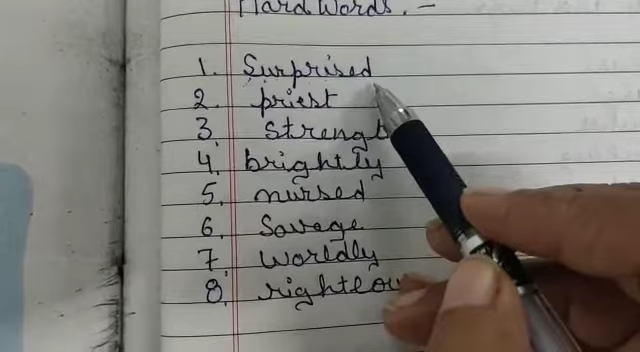 Hard Words. -
1. Surprised
2. priest
3. Strengt
4. brightly
5. nursed
6. Savage
7. Worldly
8. righteou